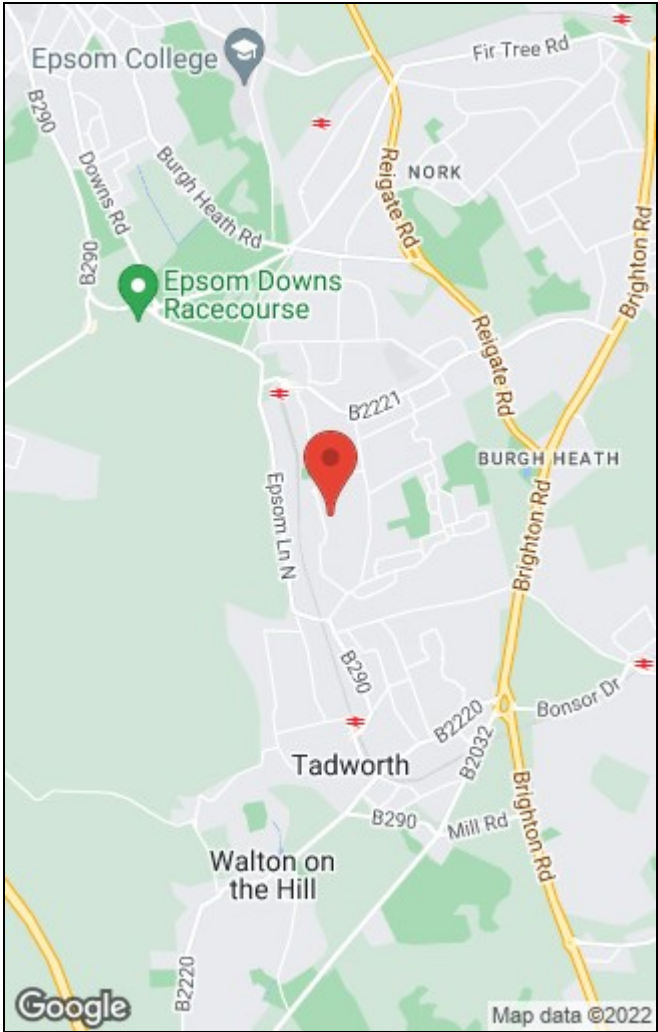 Epsom College
Fir Tree Rd
B290
Downs Rd
Burgh Heath Rd
NORK
Reigate Rd
B290
Brighton Rd
Epsom Downs
Racecourse
Reigate Rd
B2221
BURGH HEATH
Epsom Ln N
Brighton Rd
B290
B2220
Bonsor Dr
B2032
Tadworth
Brighton Rd
B290
Mill Rd
Walton on
the Hill
B2220
Google
Map data ©2022